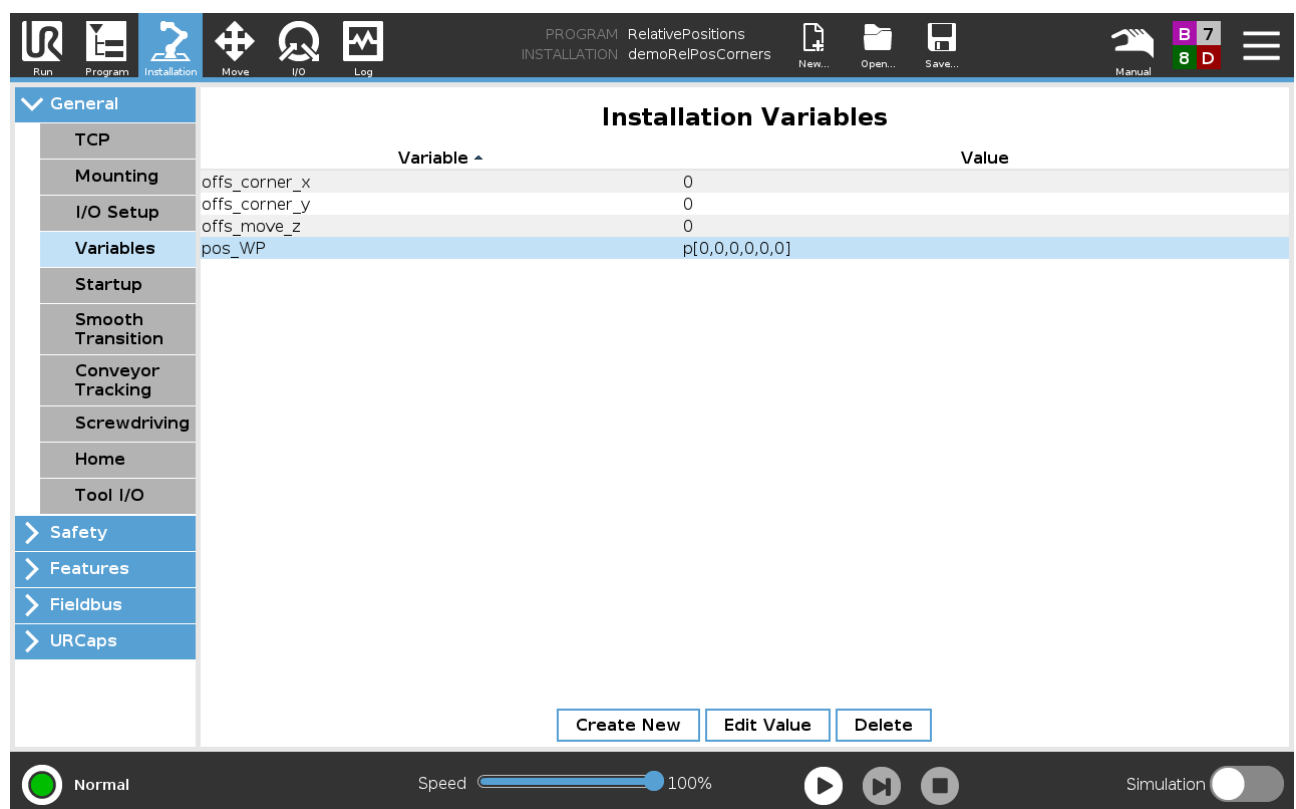 UR
Run
Program
Installation
Move
I/O
Log
PROGRAM RelativePositions
INSTALLATION demoRelPosCorners
New...
Open...
Save...
Manual
B 7
8 D
General
TCP
Mounting
I/O Setup
Variables
Startup
Smooth
Transition
Conveyor
Tracking
Screwdriving
Home
Tool I/O
Safety
Features
Fieldbus
URCaps
Installation Variables
Variable Value
offs_corner_x 0
offs_corner_y 0
offs_move_z 0
pos_WP p[0,0,0,0,0,0]
Create New Edit Value Delete
Normal Speed 100% Simulation